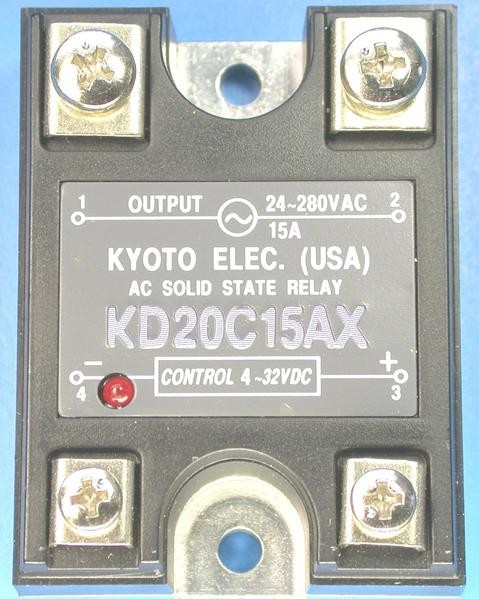 1 OUTPUT 24~280VAC 2
15A
KYOTO ELEC. (USA)
AC SOLID STATE RELAY
KD20C15AX
− +
CONTROL 4~32VDC
4 3